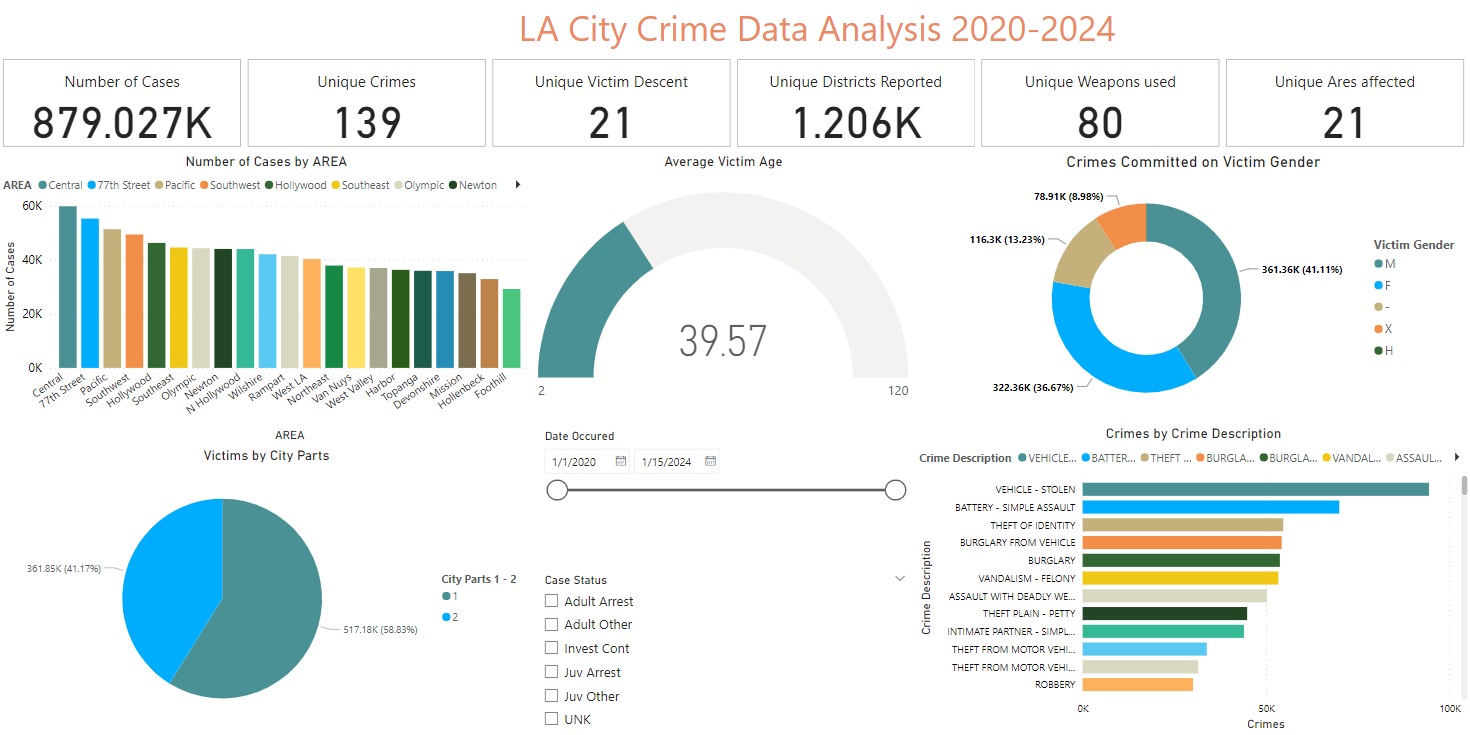 LA City Crime Data Analysis 2020-2024
Number of Cases
879.027K
Unique Crimes
139
Unique Victim Descent
21
Unique Districts Reported
1.206K
Unique Weapons used
80
Unique Ares affected
21
Number of Cases by AREA
AREA Central 77th Street Pacific Southwest Hollywood Southeast Olympic Newton
Number of Cases
60K
40K
20K
0K
Central
77th Street
Pacific
Southwest
Hollywood
Southeast
Olympic
Newton
N Hollywood
Wilshire
Rampart
West LA
Northeast
Van Nuys
West Valley
Harbor
Topanga
Devonshire
Mission
Hollenbeck
Foothill
AREA
Average Victim Age
39.57
2
120
Crimes Committed on Victim Gender
78.91K (8.98%)
116.3K (13.23%)
361.36K (41.11%)
322.36K (36.67%)
Victim Gender
M
F
-
X
H
Victims by City Parts
361.85K (41.17%)
517.18K (58.83%)
City Parts 1 - 2
1
2
Date Occured
1/1/2020
1/15/2024
Case Status
Adult Arrest
Adult Other
Invest Cont
Juv Arrest
Juv Other
UNK
Crimes by Crime Description
Crime Description VEHICLE... BATTER... THEFT ... BURGLA... BURGLA... VANDAL... ASSAUL...
Crime Description
VEHICLE - STOLEN
BATTERY - SIMPLE ASSAULT
THEFT OF IDENTITY
BURGLARY FROM VEHICLE
BURGLARY
VANDALISM - FELONY
ASSAULT WITH DEADLY WE...
THEFT PLAIN - PETTY
INTIMATE PARTNER - SIMPL...
THEFT FROM MOTOR VEHI...
THEFT FROM MOTOR VEHI...
ROBBERY
0K
50K
100K
Crimes